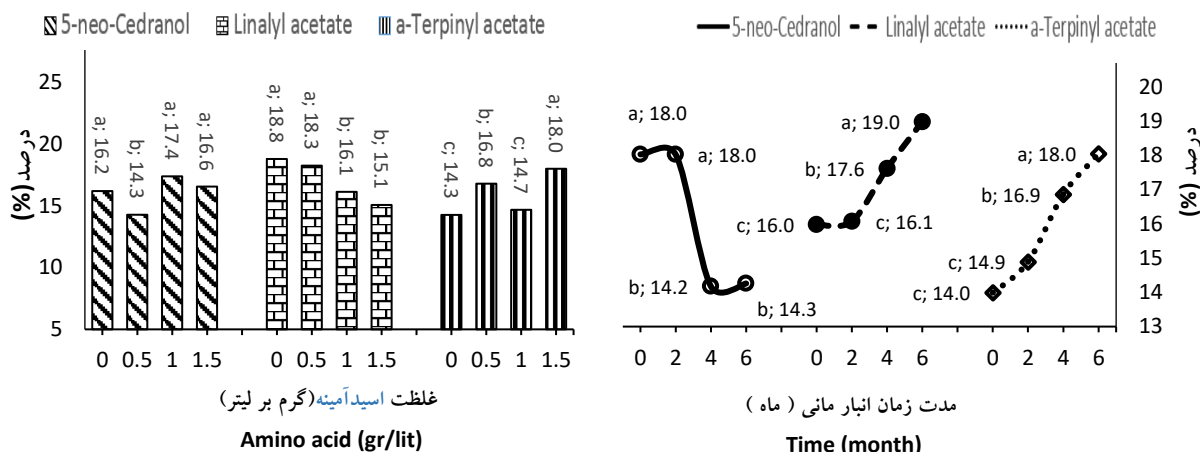 5-neo-Cedranol Linalyl acetate a-Terpinyl acetate
25
20
15
10
5
درصد (%)
a; 16.2
b; 14.3
a; 17.4
a; 16.6
a; 18.8
a; 18.3
b; 16.1
b; 15.1
c; 14.3
b; 16.8
c; 14.7
a; 18.0
0 0.5 1 1.5 0 0.5 1 1.5 0 0.5 1 1.5
غلظت اسیدآمینه(گرم بر لیتر)
Amino acid (gr/lit)
5-neo-Cedranol Linalyl acetate a-Terpinyl acetate
a; 18.0
a; 18.0
b; 14.2
b; 14.3
c; 16.0
c; 16.1
b; 17.6
a; 19.0
c; 14.0
c; 14.9
b; 16.9
a; 18.0
20
19
18
17
16
15
14
13
درصد (%)
0 2 4 6 0 2 4 6 0 2 4 6
مدت زمان انبار مانی ( ماه )
Time (month)